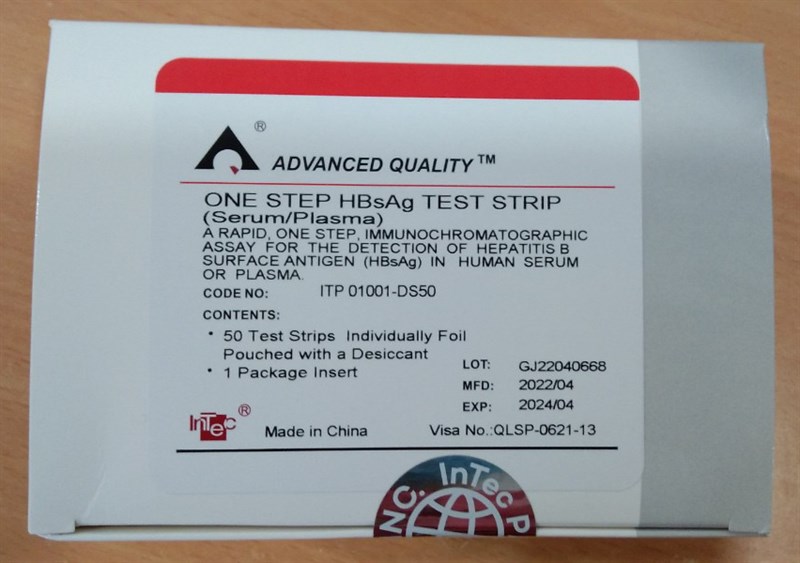 ®
ADVANCED QUALITY™
ONE STEP HBsAg TEST STRIP
(Serum/Plasma)
A RAPID, ONE STEP, IMMUNOCHROMATOGRAPHIC
ASSAY FOR THE DETECTION OF HEPATITIS B
SURFACE ANTIGEN (HBsAg) IN HUMAN SERUM
OR PLASMA.
CODE NO: ITP 01001-DS50
CONTENTS:
• 50 Test Strips Individually Foil
Pouched with a Desiccant
• 1 Package Insert
LOT: GJ22040668
MFD: 2022/04
EXP: 2024/04
InTec®
Made in China Visa No.:QLSP-0621-13
NC. InTec P